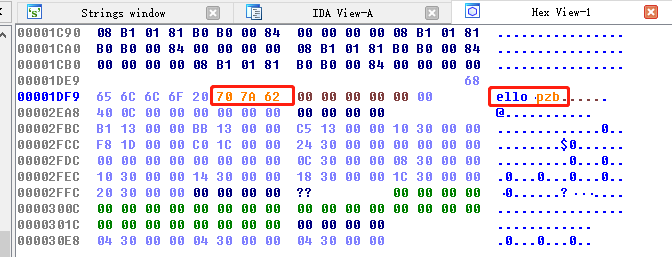 Strings window IDA View-A Hex View-1
00001C90 08 B1 01 81 B0 B0 00 84 00 00 00 00 08 B1 01 81 ................
00001CA0 B0 B0 00 84 00 00 00 00 08 B1 01 81 B0 B0 00 84 ................
00001CB0 00 00 00 00 08 B1 01 81 B0 B0 00 84 00 00 00 00 ................
00001DE9 68
00001DF9 65 6C 6C 6F 20 70 7A 62 00 00 00 00 00 00 ello pzb......
00002EA8 40 0C 00 00 00 00 00 00 00 00 00 00 @...........
00002FBC B1 13 00 00 BB 13 00 00 C5 13 00 00 10 30 00 00 .............0..
00002FCC F8 1D 00 00 C0 1C 00 00 24 30 00 00 00 00 00 00 ........$0......
00002FDC 00 00 00 00 00 00 00 00 0C 30 00 00 08 30 00 00 .........0...0..
00002FEC 10 30 00 00 14 30 00 00 18 30 00 00 1C 30 00 00 .0...0...0...0..
00002FFC 20 30 00 00 00 00 00 00 ?? 00 00 00 00 .0......?...
0000300C 00 00 00 00 00 00 00 00 00 00 00 00 00 00 00 00 ................
0000301C 00 00 00 00 00 00 00 00 00 00 00 00 ............
000030E8 04 30 00 00 04 30 00 00 04 30 00 00 .0...0...0..